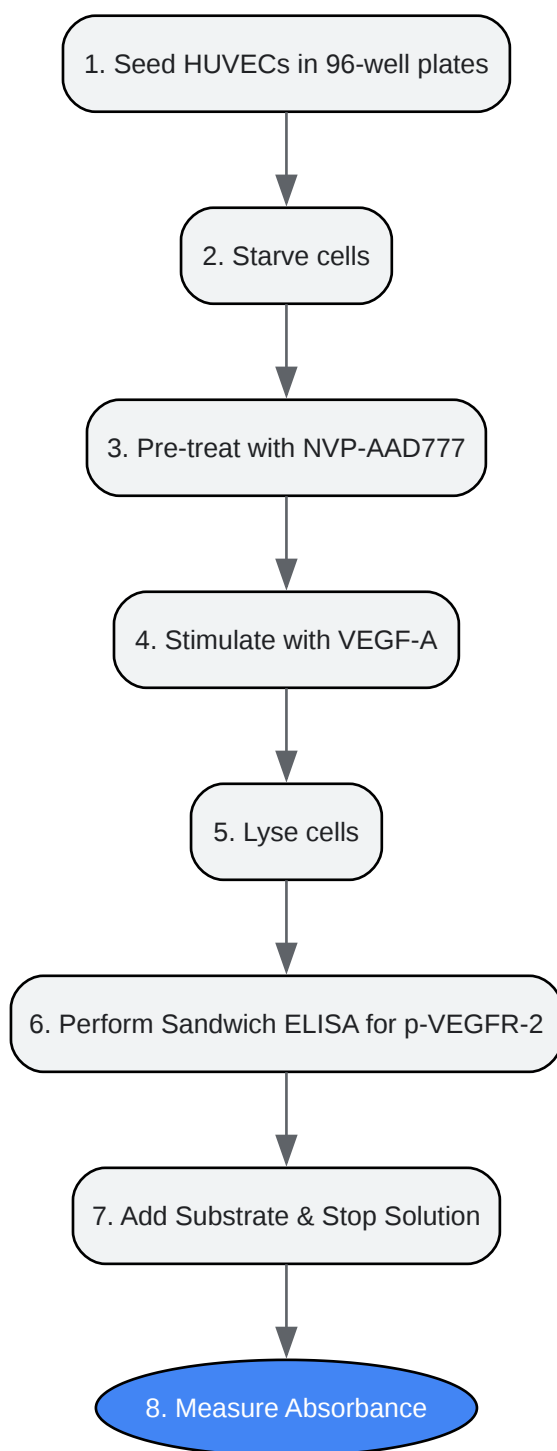 1. Seed HUVECs in 96-well plates
2. Starve cells
3. Pre-treat with NVP-AAD777
4. Stimulate with VEGF-A
5. Lyse cells
6. Perform Sandwich ELISA for p-VEGFR-2
7. Add Substrate & Stop Solution
8. Measure Absorbance